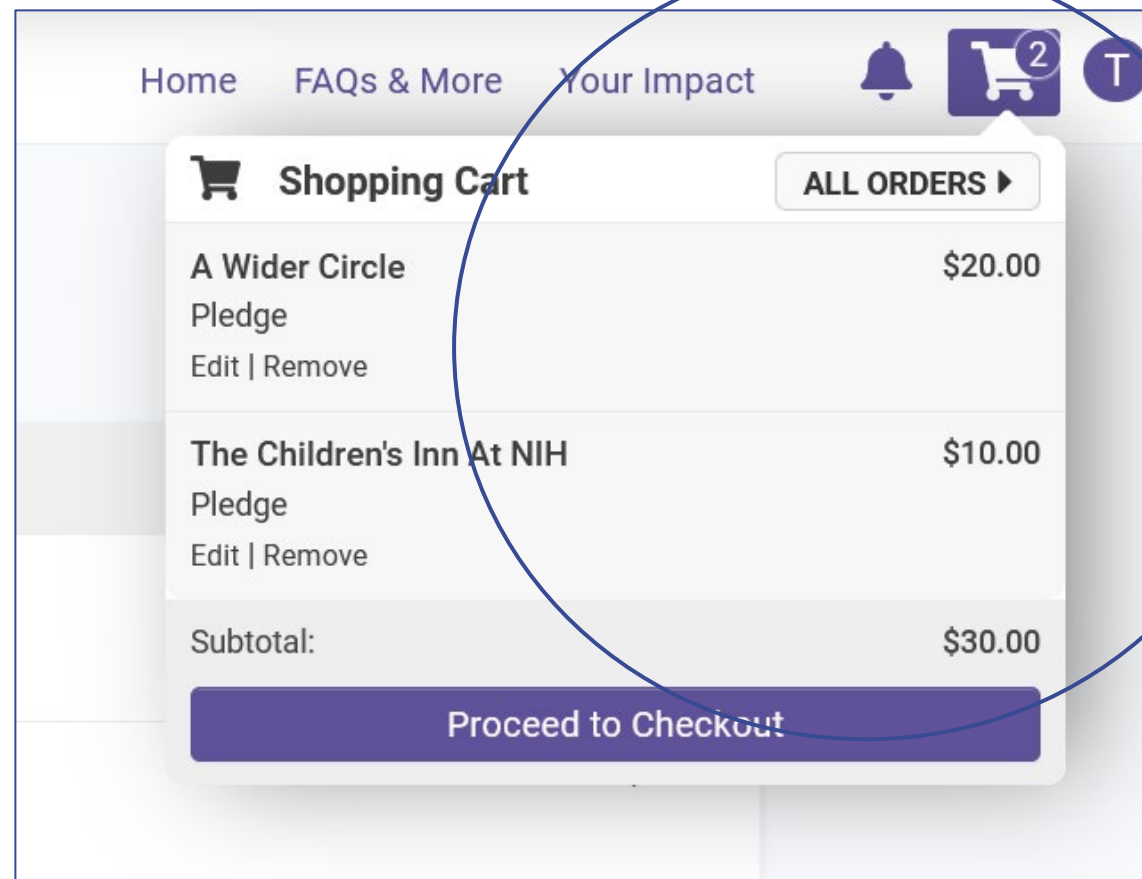 Home FAQs & More Your Impact 2 T
Shopping Cart ALL ORDERS
A Wider Circle $20.00
Pledge
Edit | Remove
The Children's Inn At NIH $10.00
Pledge
Edit | Remove
Subtotal: $30.00
Proceed to Checkout